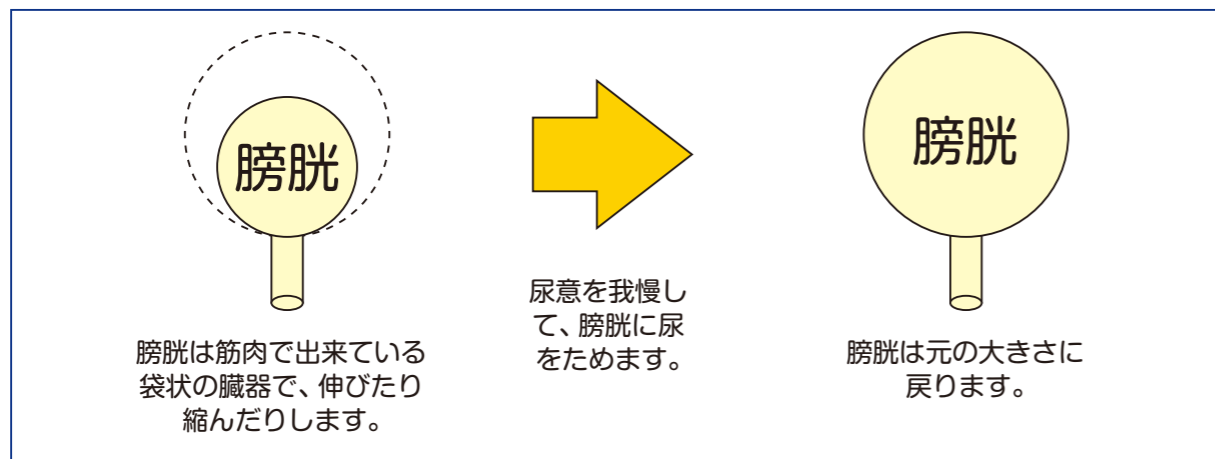 膀胱
膀胱は筋肉で出来ている
袋状の臓器で、伸びたり
縮んだりします。
尿意を我慢し
て、膀胱に尿
をためます。
膀胱
膀胱は元の大きさに
戻ります。